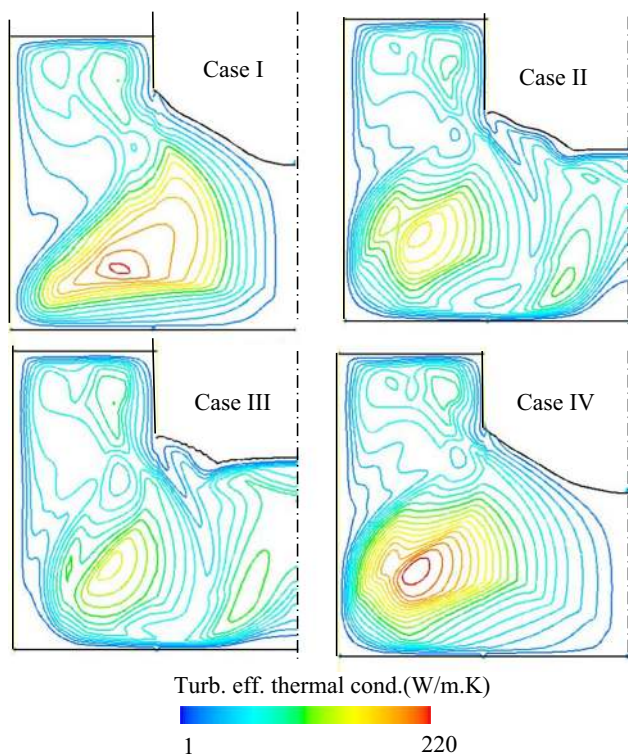 Case I
Case II
Case III
Case IV
Turb. eff. thermal cond.(W/m.K)
1
220